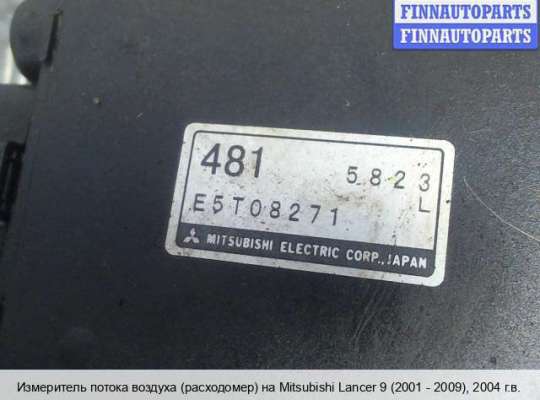 FINNAUTOPARTS
FINNAUTOPARTS
481 5823
E5T08271 L
MITSUBISHI ELECTRIC CORP., JAPAN
Измеритель потока воздуха (расходомер) на Mitsubishi Lancer 9 (2001 - 2009), 2004 г.в.